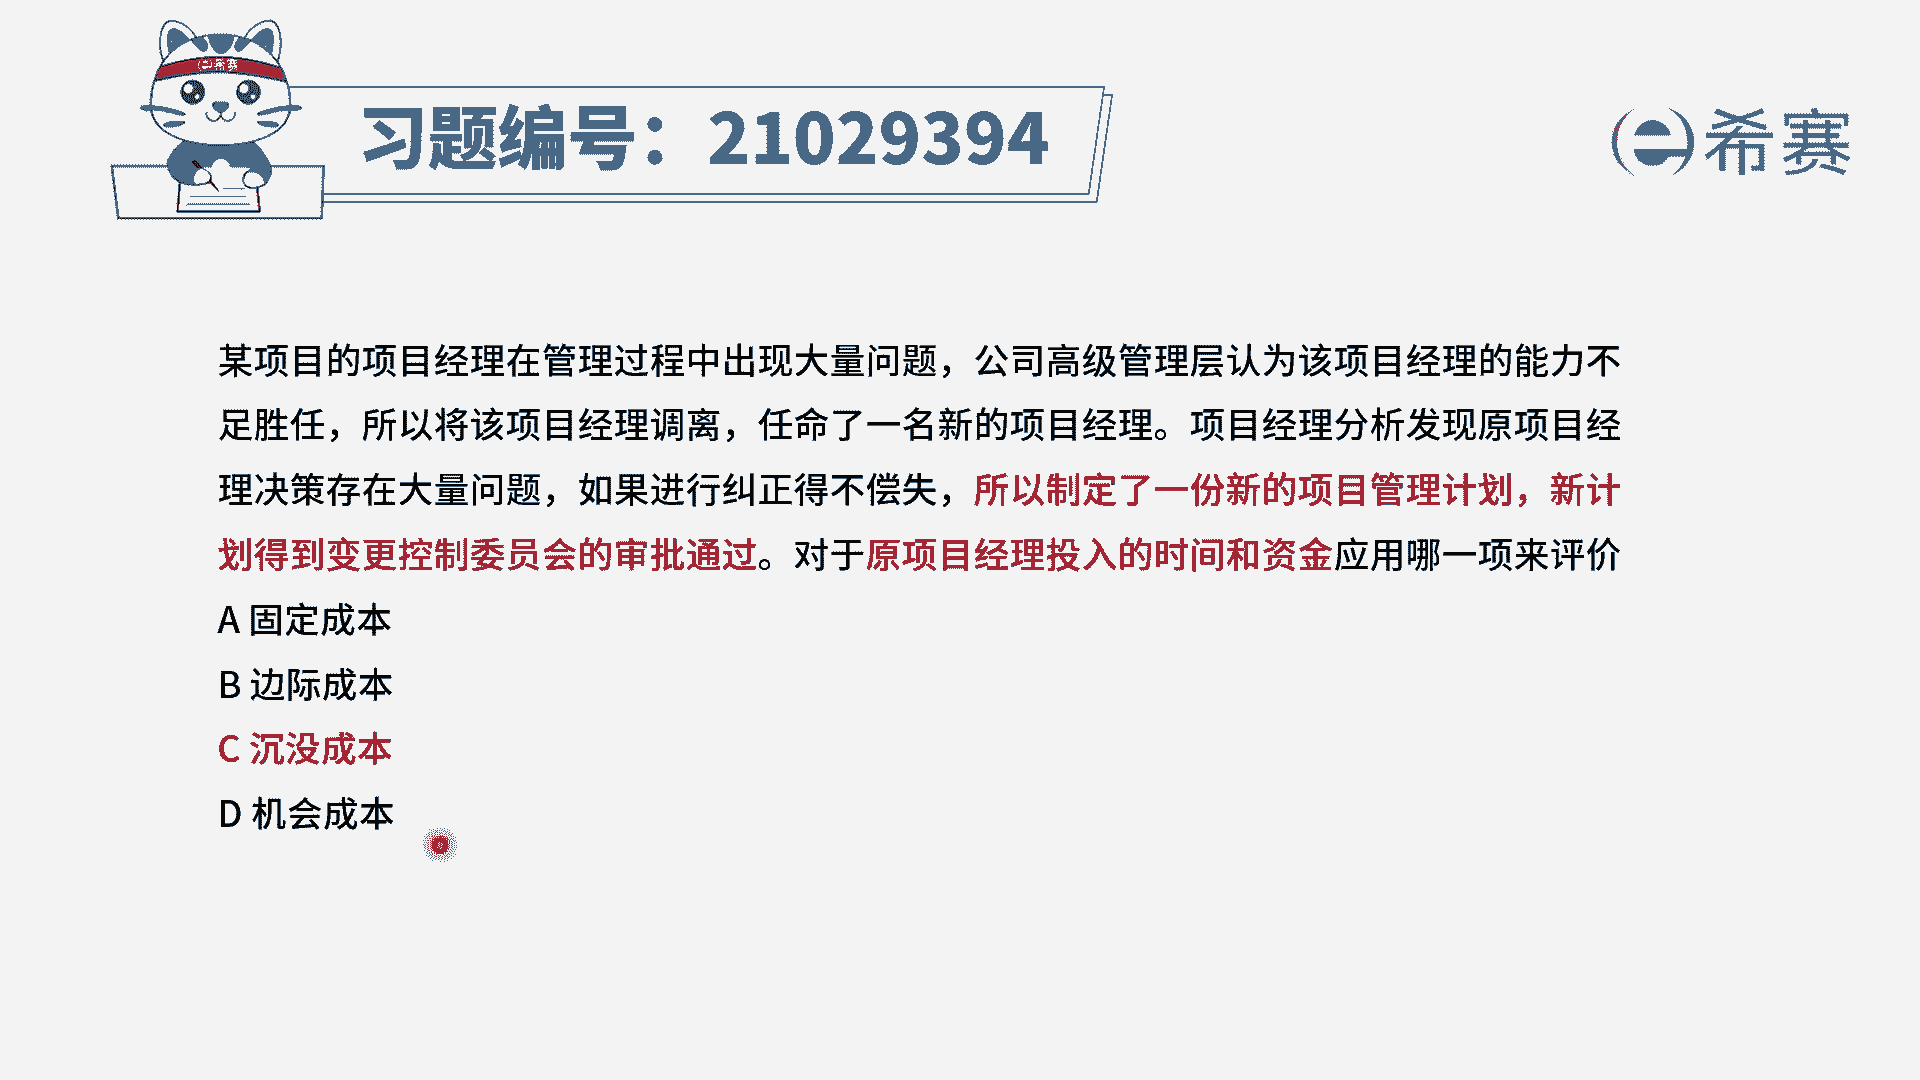 希赛
习题编号：21029394
希赛
某项目的项目经理在管理过程中出现大量问题，公司高级管理层认为该项目经理的能力不
足胜任，所以将该项目经理调离，任命了一名新的项目经理。项目经理分析发现原项目经
理决策存在大量问题，如果进行纠正得不偿失，所以制定了一份新的项目管理计划，新计
划得到变更控制委员会的审批通过。对于原项目经理投入的时间和资金应用哪一项来评价
A 固定成本
B 边际成本
C 沉没成本
D 机会成本